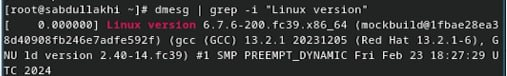 [root@sabdullakhi ~]# dmesg | grep -i "Linux version"
[    0.000000] Linux version 6.7.6-200.fc39.x86_64 (mockbuild@1fbae28ea3
8d40908fb246e7adfe592f) (gcc (GCC) 13.2.1 20231205 (Red Hat 13.2.1-6), G
NU ld version 2.40-14.fc39) #1 SMP PREEMPT_DYNAMIC Fri Feb 23 18:27:29 U
TC 2024